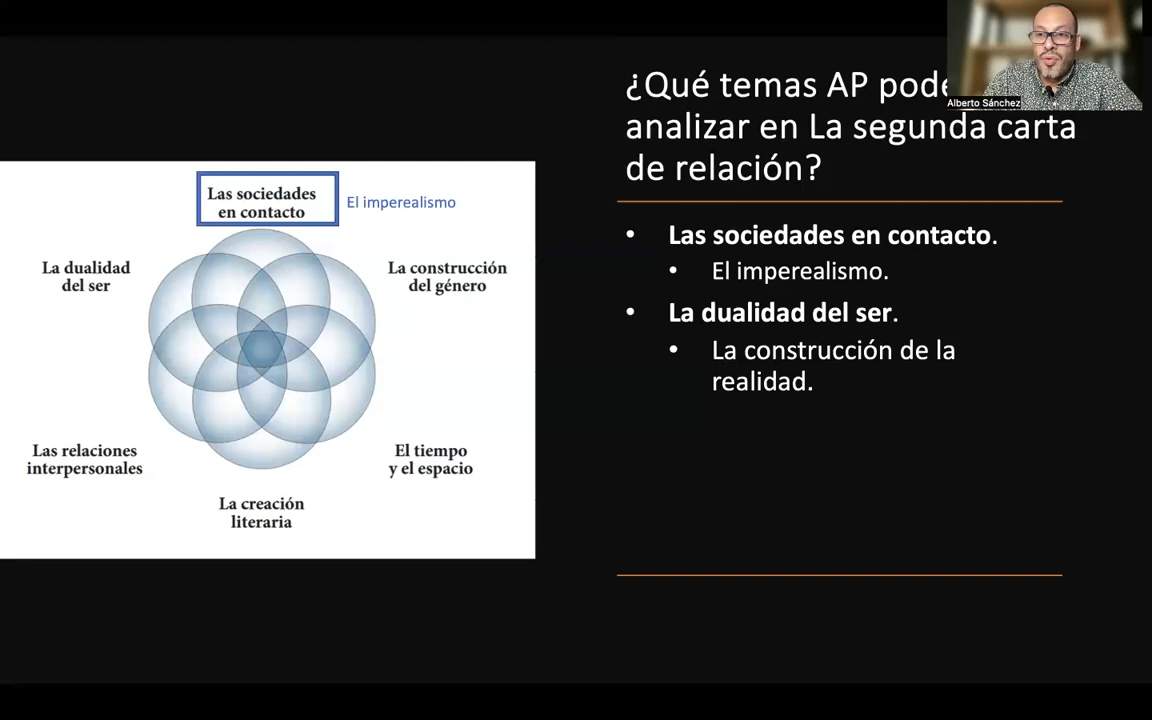 Alberto Sánchez
¿Qué temas AP pode
analizar en La segunda carta
de relación?
Las sociedades
en contacto
El imperealismo
La dualidad
del ser
La construcción
del género
Las relaciones
interpersonales
El tiempo
y el espacio
La creación
literaria
• Las sociedades en contacto.
• El imperealismo.
• La dualidad del ser.
• La construcción de la
realidad.